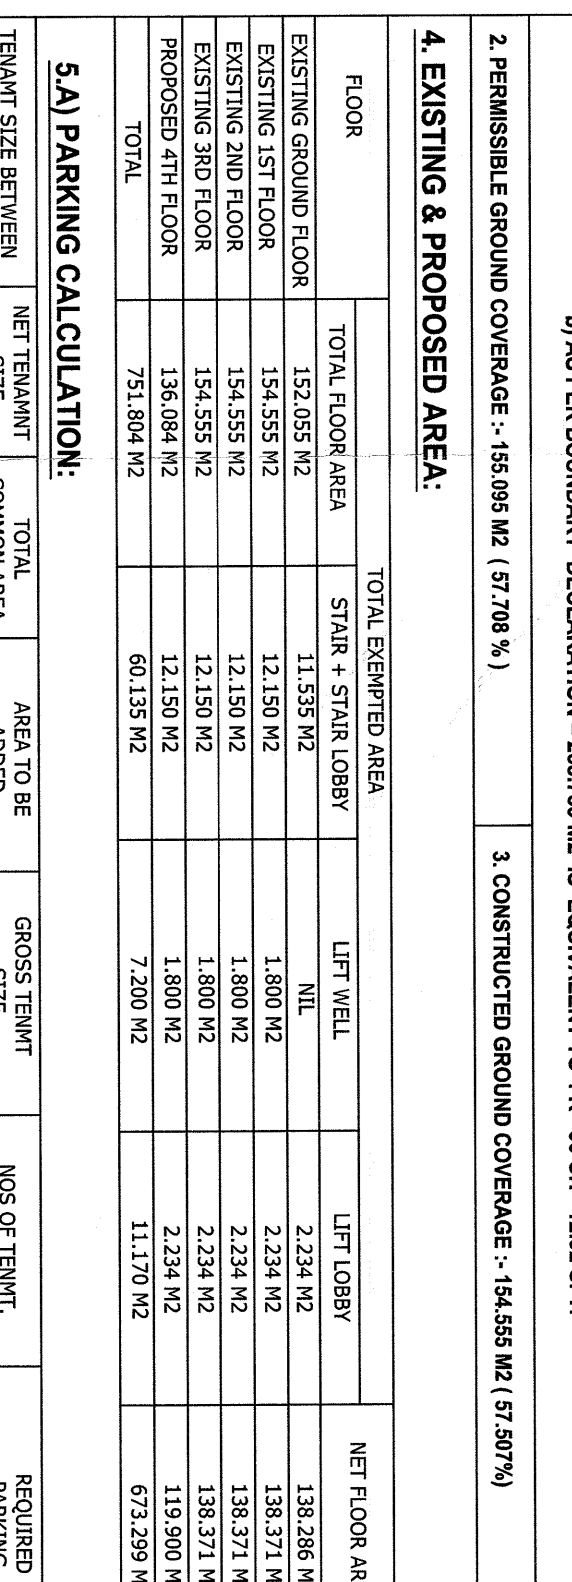 2. PERMISSIBLE GROUND COVERAGE :- 155.095 M2 ( 57.708 % ) 3. CONSTRUCTED GROUND COVERAGE :- 154.555 M2 ( 57.507%)
4. EXISTING & PROPOSED AREA:
TOTAL EXEMPTED AREA
FLOOR TOTAL FLOOR AREA STAIR + STAIR LOBBY LIFT WELL LIFT LOBBY NET FLOOR AR
EXISTING GROUND FLOOR 152.055 M2 11.535 M2 NIL 2.234 M2 138.286 M
EXISTING 1ST FLOOR 154.555 M2 12.150 M2 1.800 M2 2.234 M2 138.371 M
EXISTING 2ND FLOOR 154.555 M2 12.150 M2 1.800 M2 2.234 M2 138.371 M
EXISTING 3RD FLOOR 154.555 M2 12.150 M2 1.800 M2 2.234 M2 138.371 M
PROPOSED 4TH FLOOR 136.084 M2 12.150 M2 1.800 M2 2.234 M2 119.900 M
TOTAL 751.804 M2 60.135 M2 7.200 M2 11.170 M2 673.299 M
5.A) PARKING CALCULATION:
TENAMT SIZE BETWEEN NET TENAMNT TOTAL AREA TO BE GROSS TENMT NOS OF TENMT. REQUIRED